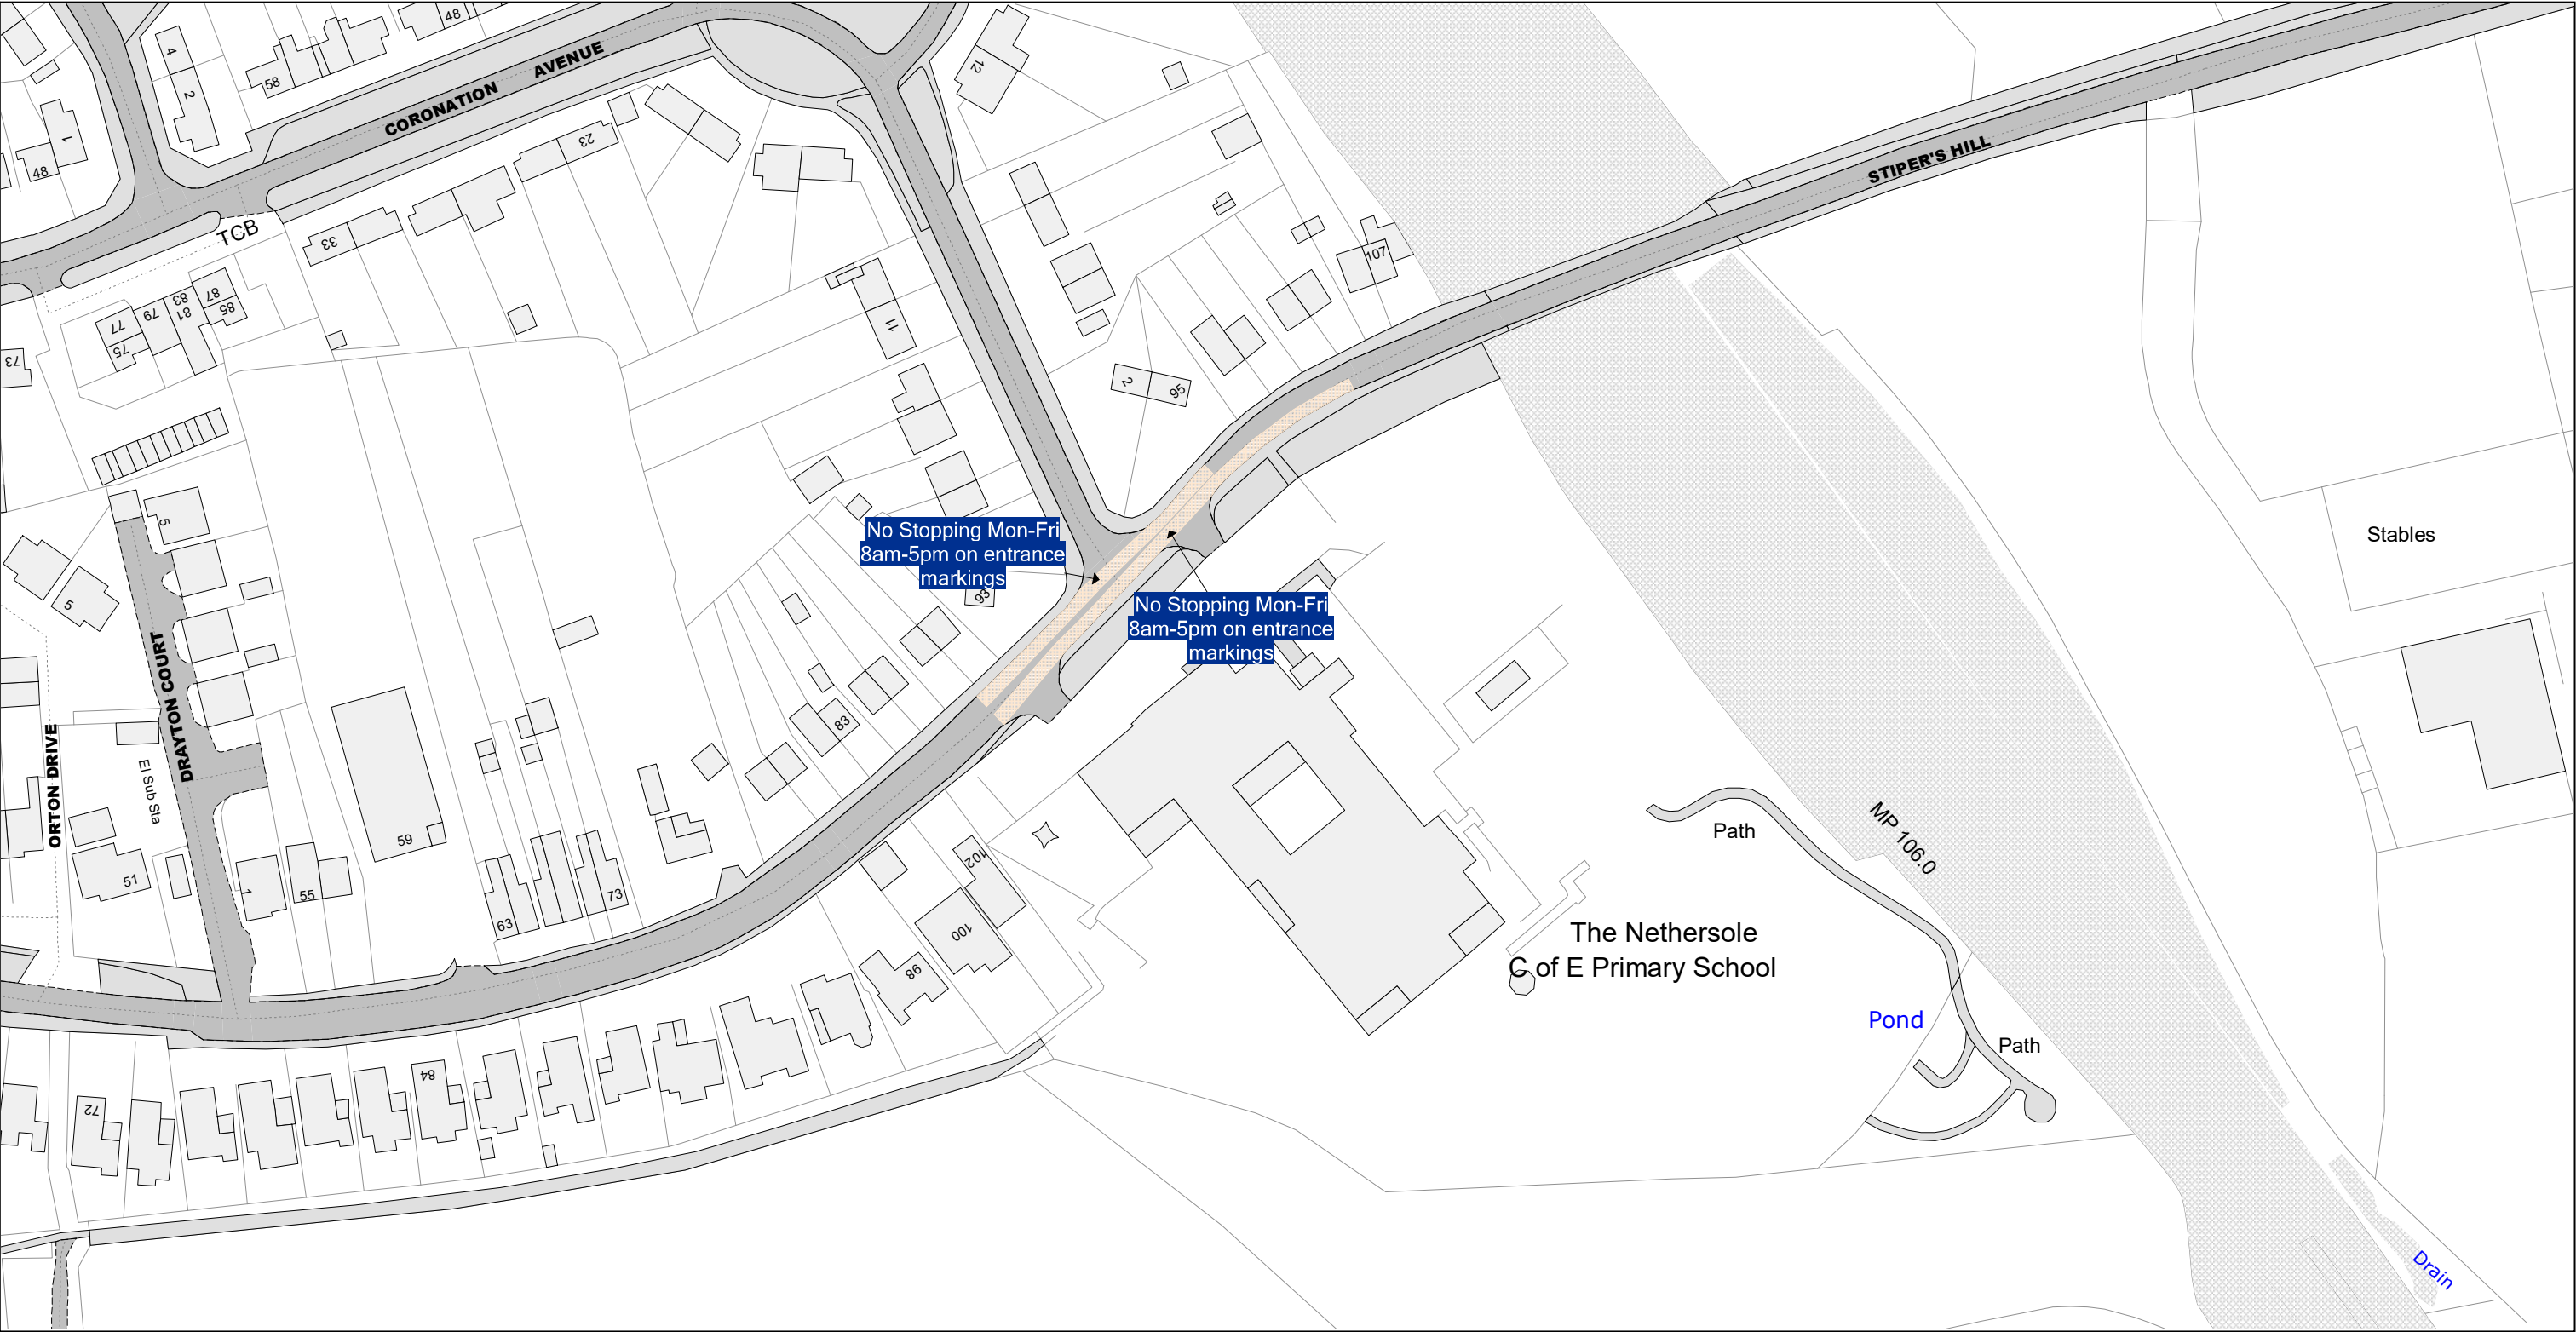 48
4
2
58
CORONATION AVENUE
12
1
48
23
STIPER'S HILL
TCB
33
107
87
85
83
81
79
77
75
73
11
2
95
5
No Stopping Mon-Fri
8am-5pm on entrance
markings
93
No Stopping Mon-Fri
8am-5pm on entrance
markings
Stables
5
DRAYTON COURT
ORTON DRIVE
El Sub Sta
83
59
51
1
55
63
73
102
100
98
Path
MP 106.0
The Nethersole
C of E Primary School
Pond
Path
84
72
Drain